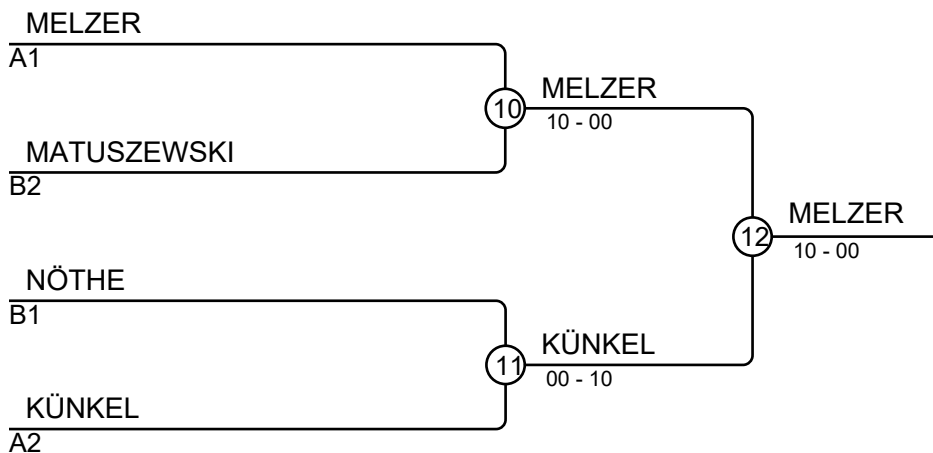 MELZER
A1
10
MELZER
10 - 00
MATUSZEWSKI
B2
12
MELZER
10 - 00
NÖTHE
B1
11
KÜNKEL
00 - 10
KÜNKEL
A2